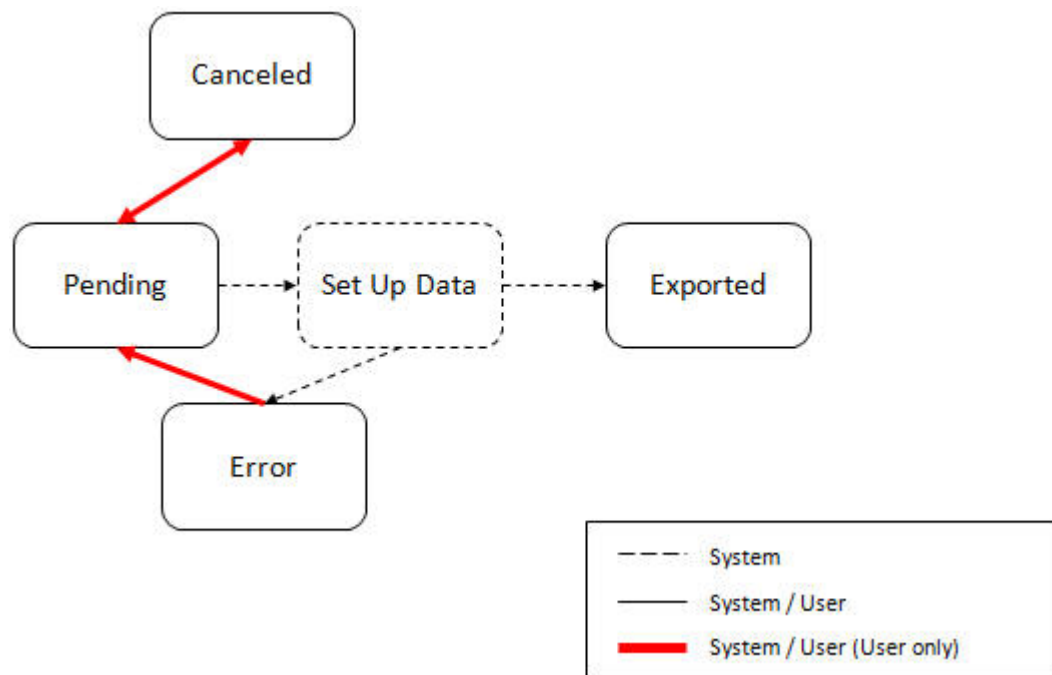 Canceled
Pending
Set Up Data
Exported
Error
System
System / User
System / User (User only)